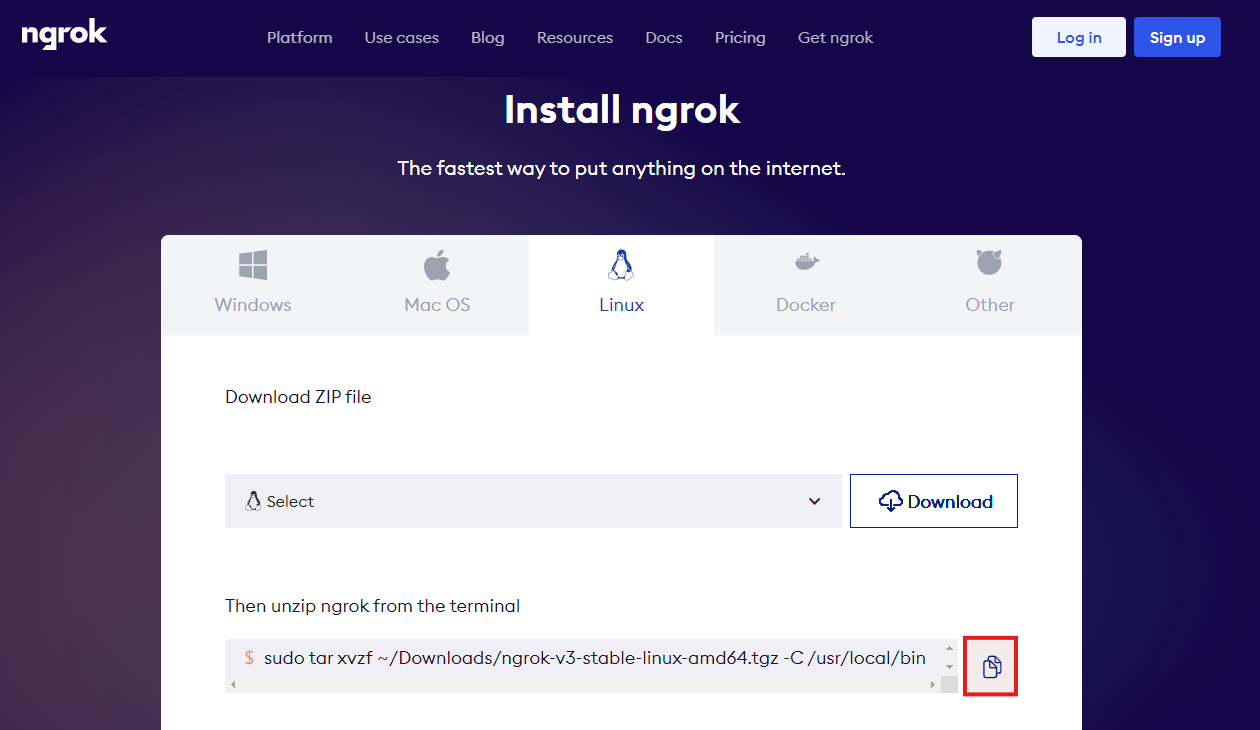 ngrok
Platform Use cases Blog Resources Docs Pricing Get ngrok Log in Sign up
Install ngrok
The fastest way to put anything on the internet.
Windows Mac OS Linux Docker Other
Download ZIP file
Select Download
Then unzip ngrok from the terminal
$ sudo tar xvzf ~/Downloads/ngrok-v3-stable-linux-amd64.tgz -C /usr/local/bin